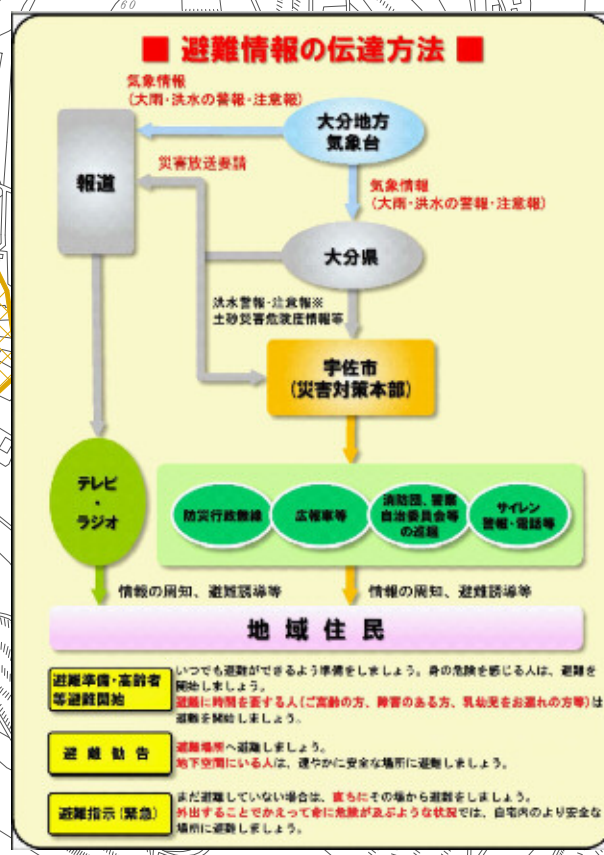 60
■ 避難情報の伝達方法 ■
気象情報
(大雨・洪水の警報・注意報)
大分地方
気象台
報道
災害放送要請
気象情報
(大雨・洪水の警報・注意報)
大分県
洪水警報・注意報※
土砂災害危険度情報等
宇佐市
(災害対策本部)
テレビ
・
ラジオ
防災行政無線
広報車等
消防団、警察
自治委員会等
の巡廻
サイレン
警報・電話等
情報の周知、避難誘導等
情報の周知、避難誘導等
地域住民
避難準備・高齢者
等避難開始
いつでも避難ができるよう準備をしましょう。身の危険を感じる人は、避難を
開始しましょう。
避難に時間を要する人(ご高齢の方、障害のある方、乳幼児をお連れの方等)は
避難を開始しましょう。
避難勧告
避難場所へ避難しましょう。
地下空間にいる人は、速やかに安全な場所に避難しましょう。
避難指示(緊急)
まだ避難していない場合は、直ちにその場から避難をしましょう。
外出することでかえって命に危険が及ぶような状況では、自宅内のより安全な
場所に避難しましょう。